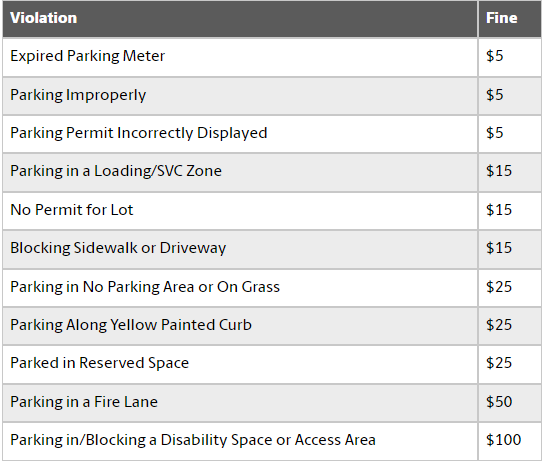 Violation Fine
Expired Parking Meter $5
Parking Improperly $5
Parking Permit Incorrectly Displayed $5
Parking in a Loading/SVC Zone $15
No Permit for Lot $15
Blocking Sidewalk or Driveway $15
Parking in No Parking Area or On Grass $25
Parking Along Yellow Painted Curb $25
Parked in Reserved Space $25
Parking in a Fire Lane $50
Parking in/Blocking a Disability Space or Access Area $100